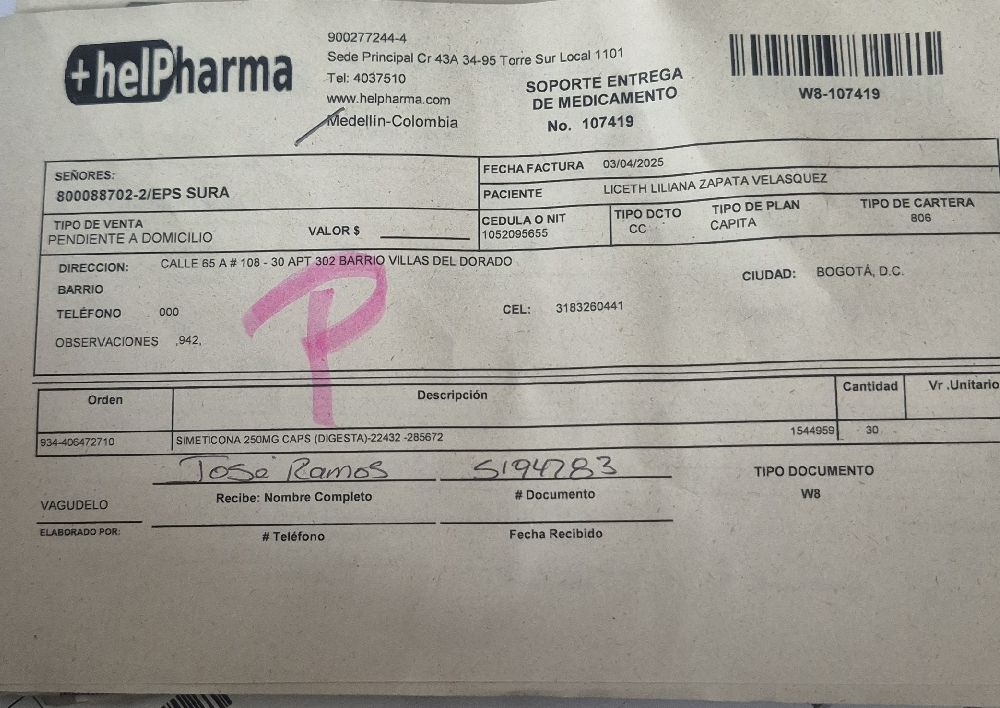 +helPharma
900277244-4
Sede Principal Cr 43A 34-95 Torre Sur Local 1101
Tel: 4037510
www.helpharma.com
Medellin-Colombia
SOPORTE ENTREGA
DE MEDICAMENTO
No. 107419
W8-107419
SEÑORES:
800088702-2/EPS SURA
FECHA FACTURA 03/04/2025
PACIENTE LICETH LILIANA ZAPATA VELASQUEZ
TIPO DE VENTA
PENDIENTE A DOMICILIO
VALOR $
CEDULA O NIT
1052095655
TIPO DCTO
CC
TIPO DE PLAN
CAPITA
TIPO DE CARTERA
806
DIRECCION: CALLE 65 A # 108 - 30 APT 302 BARRIO VILLAS DEL DORADO
CIUDAD: BOGOTÁ, D.C.
BARRIO
TELÉFONO 000
CEL: 3183260441
OBSERVACIONES ,942,
P
Orden Descripción Cantidad Vr .Unitario
934-406472710 SIMETICONA 250MG CAPS (DIGESTA)-22432 -285672 1544959 30
José Ramos 5194783
Recibe: Nombre Completo # Documento
TIPO DOCUMENTO
W8
VAGUDELO
ELABORADO POR:
# Teléfono Fecha Recibido